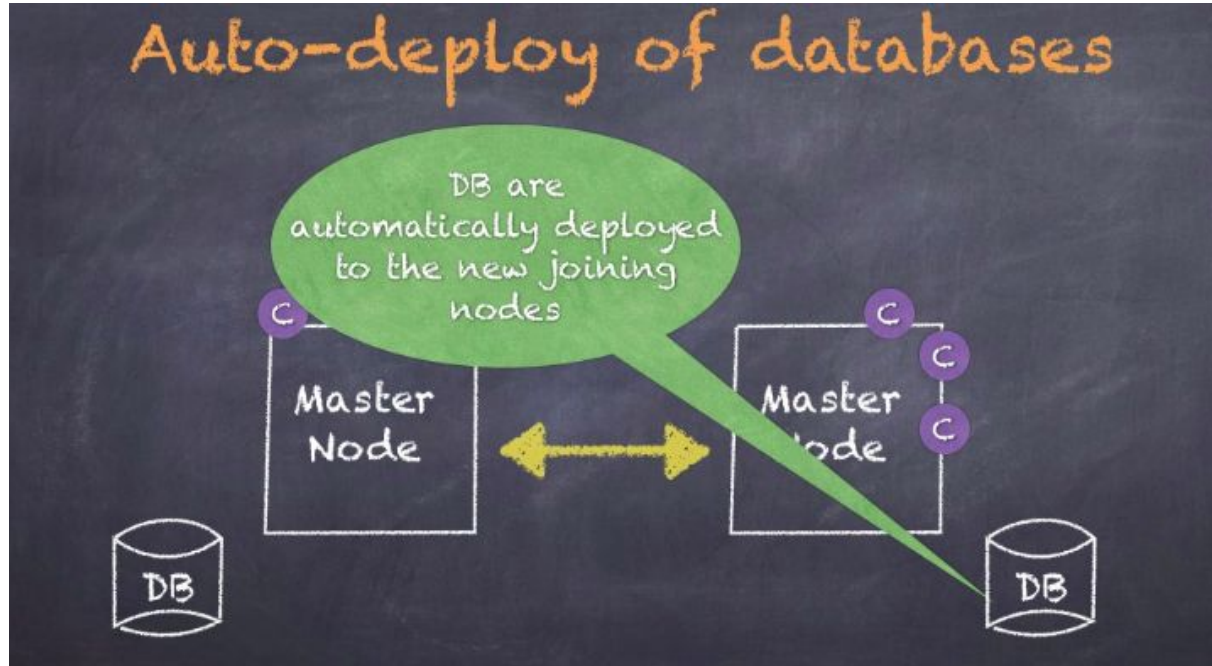 Auto-deploy of databases
DB are
automatically deployed
to the new joining
nodes
C
C
C
C
Master
Node
Master
ode
DB
DB